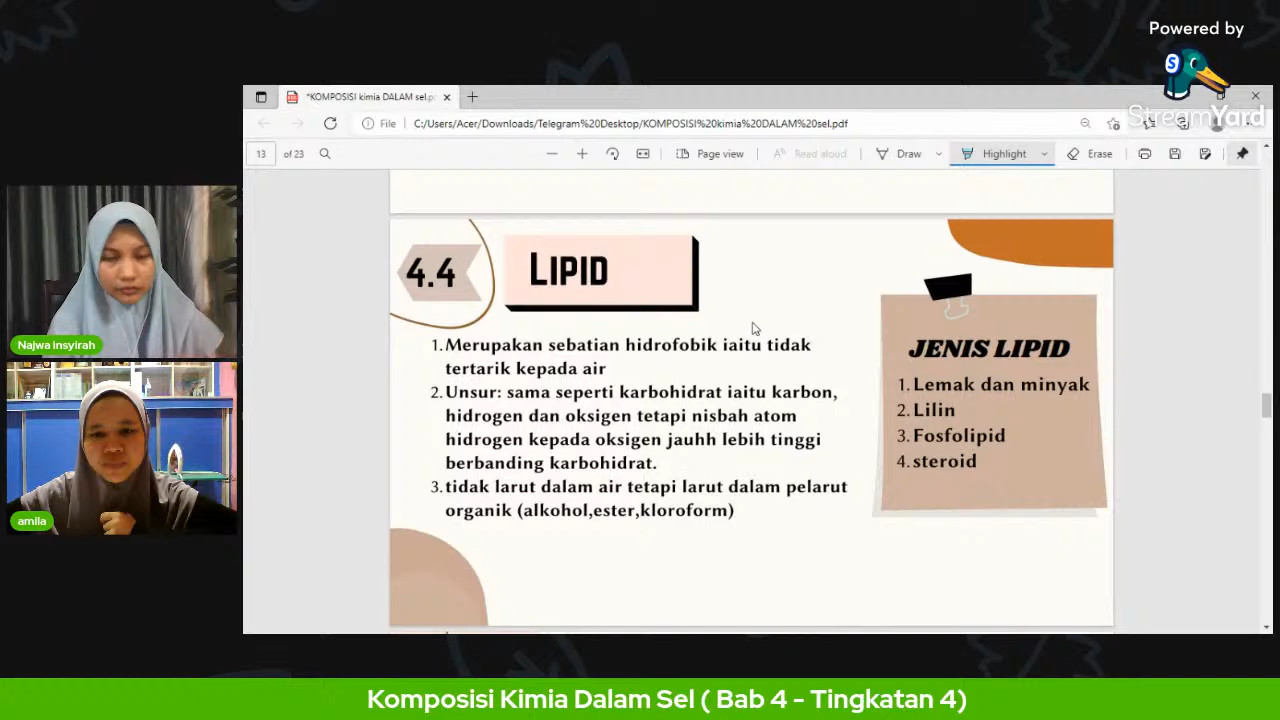 Powered by
StreamYard
*KOMPOSISI kimia DALAM sel.p
File
C:/Users/Acer/Downloads/Telegram%20Desktop/KOMPOSISI%20kimia%20DALAM%20sel.pdf
13 of 23
Page view
Read aloud
Draw
Highlight
Erase
4.4
LIPID
1. Merupakan sebatian hidrofobik iaitu tidak
tertarik kepada air
2. Unsur: sama seperti karbohidrat iaitu karbon,
hidrogen dan oksigen tetapi nisbah atom
hidrogen kepada oksigen jauhh lebih tinggi
berbanding karbohidrat.
3. tidak larut dalam air tetapi larut dalam pelarut
organik (alkohol,ester,kloroform)
JENIS LIPID
1. Lemak dan minyak
2. Lilin
3. Fosfolipid
4. steroid
Najwa insyirah
amila
Komposisi Kimia Dalam Sel ( Bab 4 - Tingkatan 4)